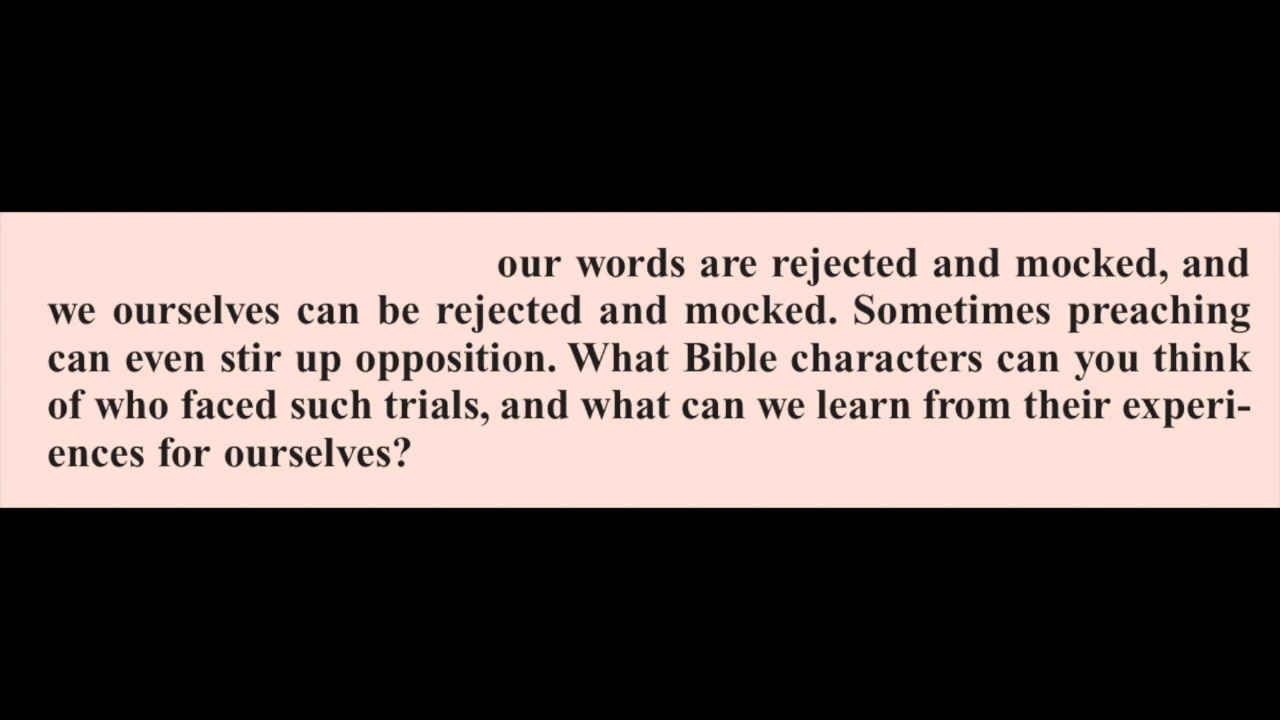 our words are rejected and mocked, and
we ourselves can be rejected and mocked. Sometimes preaching
can even stir up opposition. What Bible characters can you think
of who faced such trials, and what can we learn from their experi-
ences for ourselves?